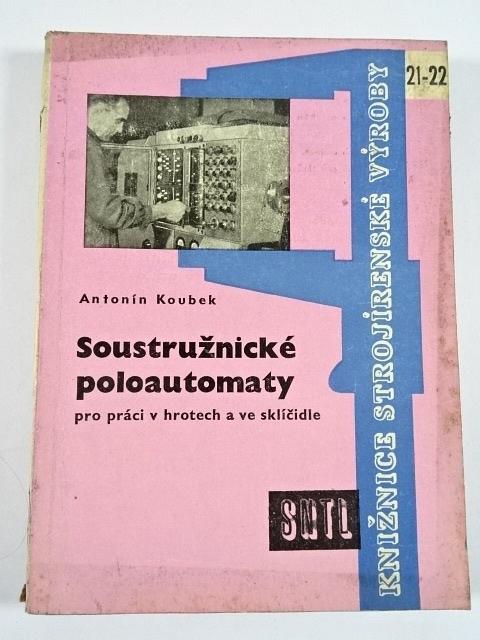 21-22
KNIŽNICE STROJÍRENSKÉ VÝROBY
Antonín Koubek
Soustružnické
poloautomaty
pro práci v hrotech a ve sklíčidle
SNTL